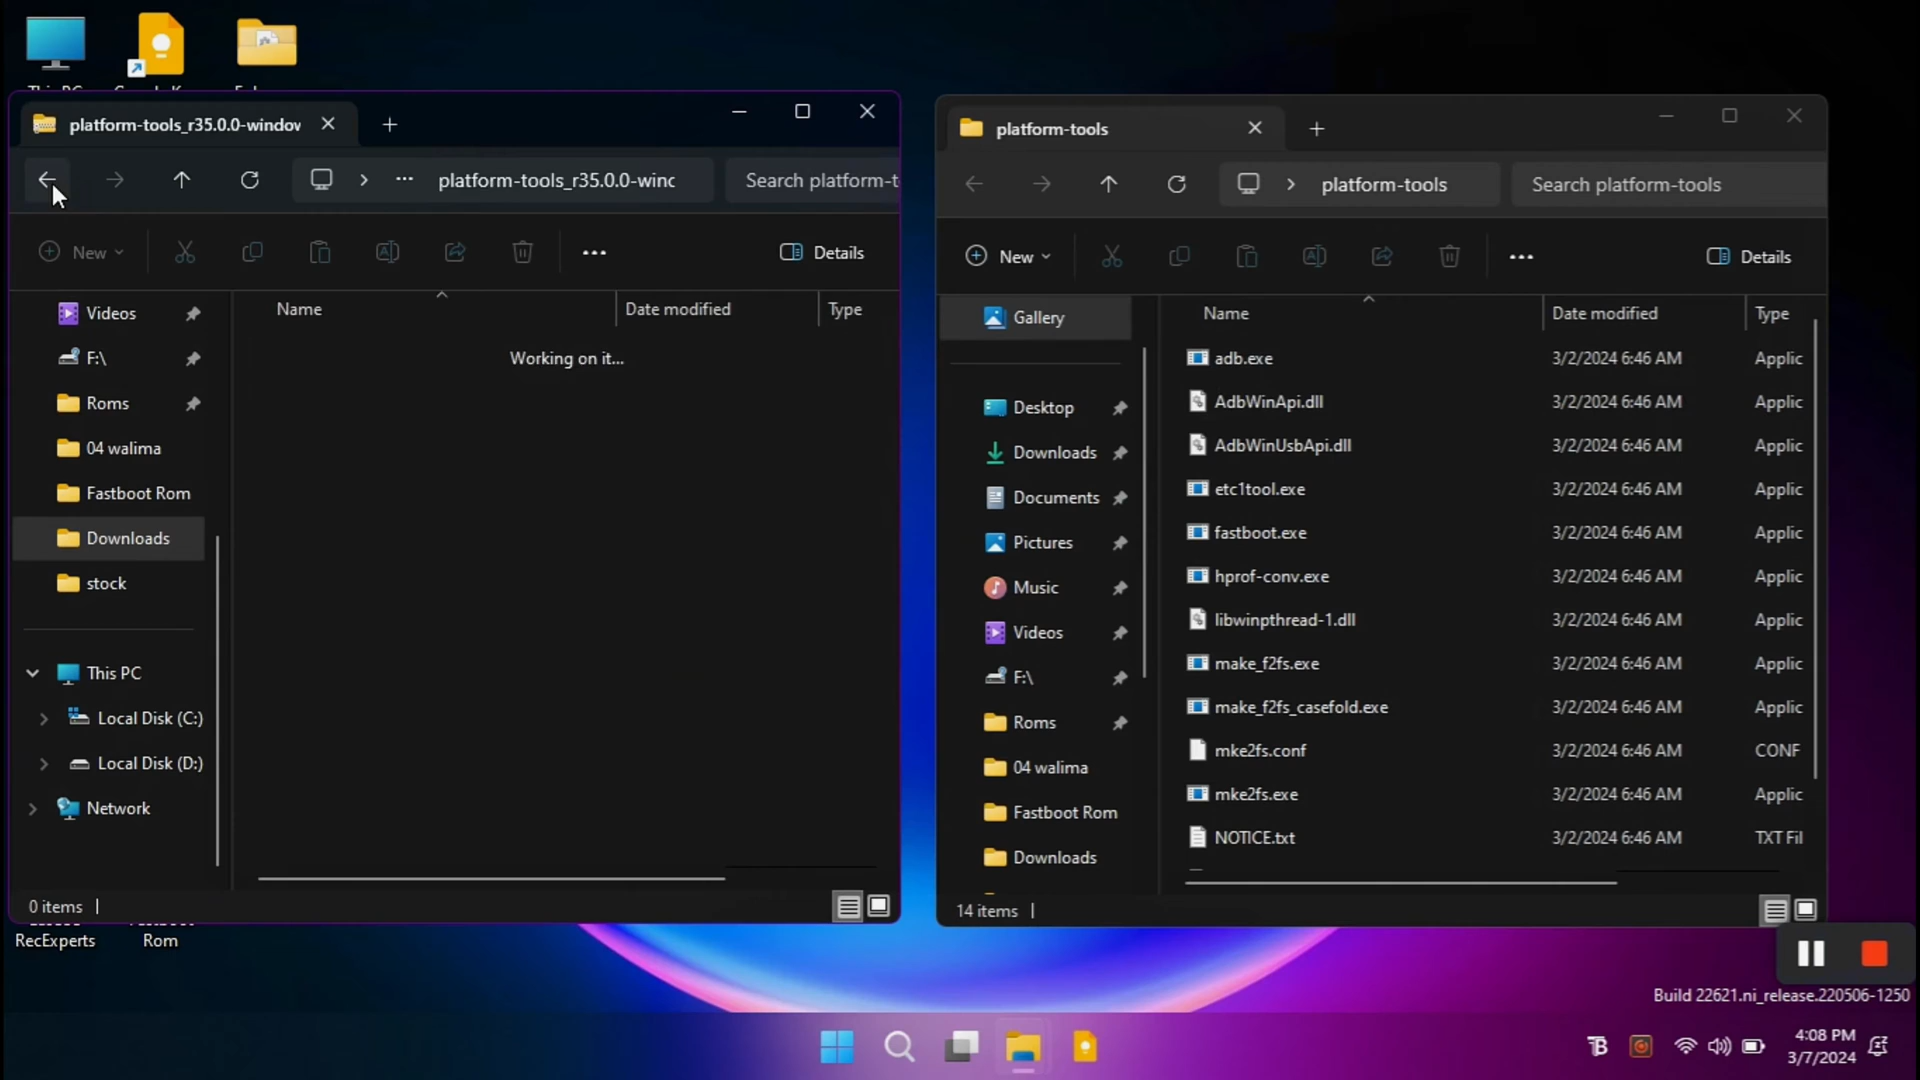 platform-tools_r35.0.0-window
platform-tools_r35.0.0-winc
Search platform-t
New
Details
Videos
F:\
Roms
04 walima
Fastboot Rom
Downloads
stock
This PC
Local Disk (C:)
Local Disk (D:)
Network
Name
Date modified
Type
Working on it...
0 items
platform-tools
platform-tools
Search platform-tools
New
Details
Gallery
Desktop
Downloads
Documents
Pictures
Music
Videos
F:\
Roms
04 walima
Fastboot Rom
Downloads
Name
Date modified
Type
adb.exe 3/2/2024 6:46 AM Applic
AdbWinApi.dll 3/2/2024 6:46 AM Applic
AdbWinUsbApi.dll 3/2/2024 6:46 AM Applic
etc1tool.exe 3/2/2024 6:46 AM Applic
fastboot.exe 3/2/2024 6:46 AM Applic
hprof-conv.exe 3/2/2024 6:46 AM Applic
libwinpthread-1.dll 3/2/2024 6:46 AM Applic
make_f2fs.exe 3/2/2024 6:46 AM Applic
make_f2fs_casefold.exe 3/2/2024 6:46 AM Applic
mke2fs.conf 3/2/2024 6:46 AM CONF
mke2fs.exe 3/2/2024 6:46 AM Applic
NOTICE.txt 3/2/2024 6:46 AM TXT Fil
14 items
RecExperts
Rom
Build 22621.ni_release.220506-1250
4:08 PM
3/7/2024